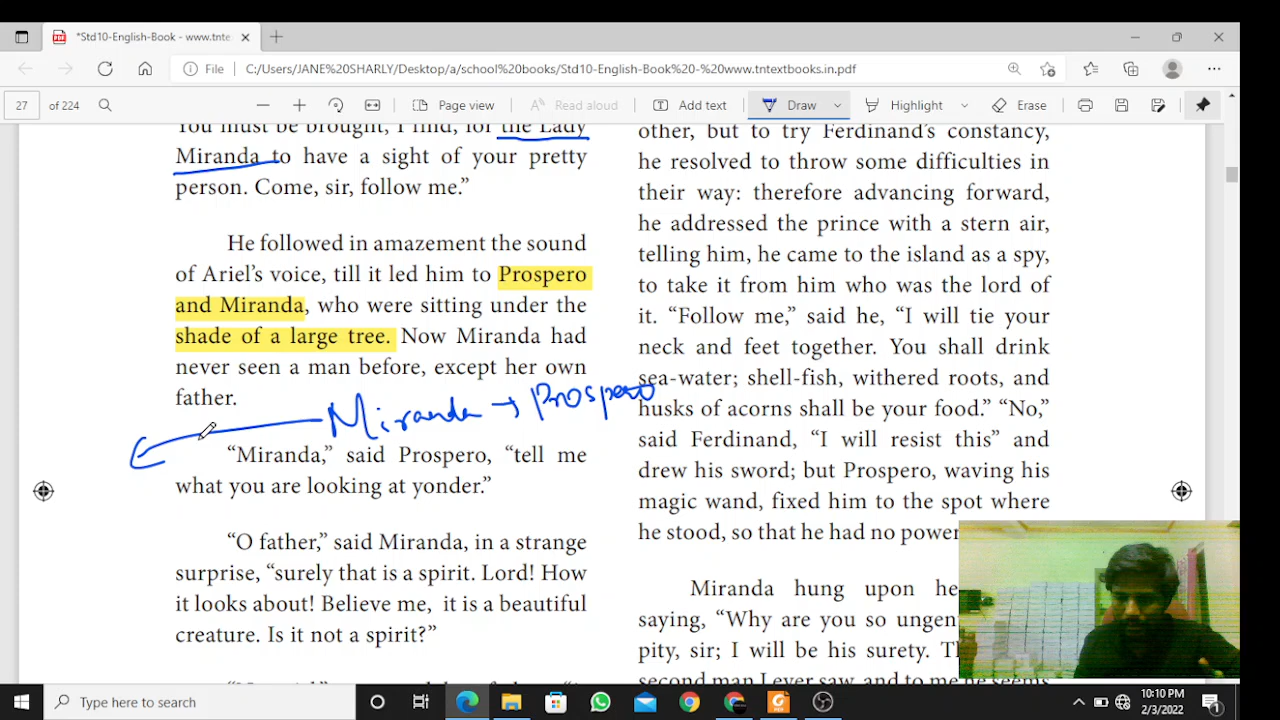 *Std10-English-Book - www.tnte
File
C:/Users/JANE%20SHARLY/Desktop/a/school%20books/Std10-English-Book%20-%20www.tntextbooks.in.pdf
27
of 224
Page view
Read aloud
Add text
Draw
Highlight
Erase
You must be brought, I find, for the Lady
Miranda to have a sight of your pretty
person. Come, sir, follow me.”
He followed in amazement the sound
of Ariel’s voice, till it led him to Prospero
and Miranda, who were sitting under the
shade of a large tree. Now Miranda had
never seen a man before, except her own
father.
Miranda → Prospero
“Miranda,” said Prospero, “tell me
what you are looking at yonder.”
“O father,” said Miranda, in a strange
surprise, “surely that is a spirit. Lord! How
it looks about! Believe me, it is a beautiful
creature. Is it not a spirit?”
other, but to try Ferdinand’s constancy,
he resolved to throw some difficulties in
their way: therefore advancing forward,
he addressed the prince with a stern air,
telling him, he came to the island as a spy,
to take it from him who was the lord of
it. “Follow me,” said he, “I will tie your
neck and feet together. You shall drink
sea-water; shell-fish, withered roots, and
husks of acorns shall be your food.” “No,”
said Ferdinand, “I will resist this” and
drew his sword; but Prospero, waving his
magic wand, fixed him to the spot where
he stood, so that he had no power
Miranda hung upon he
saying, “Why are you so ungen
pity, sir; I will be his surety. T
second man I ever saw, and to me he seems
Type here to search
10:10 PM
2/3/2022
1